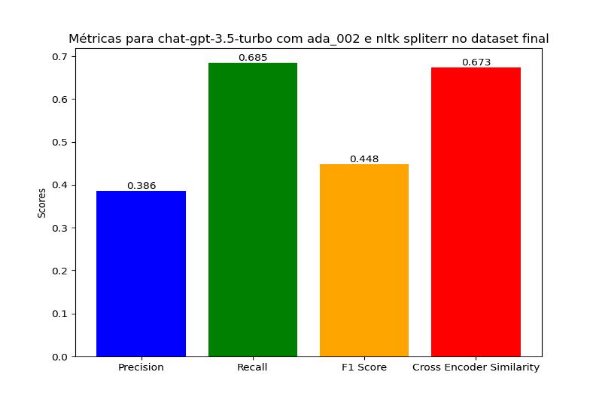 Métricas para chat-gpt-3.5-turbo com ada_002 e nltk spliterr no dataset final
0.7
0.6
0.5
0.4
0.3
0.2
0.1
0.0
Scores
0.386
0.685
0.448
0.673
Precision
Recall
F1 Score
Cross Encoder Similarity